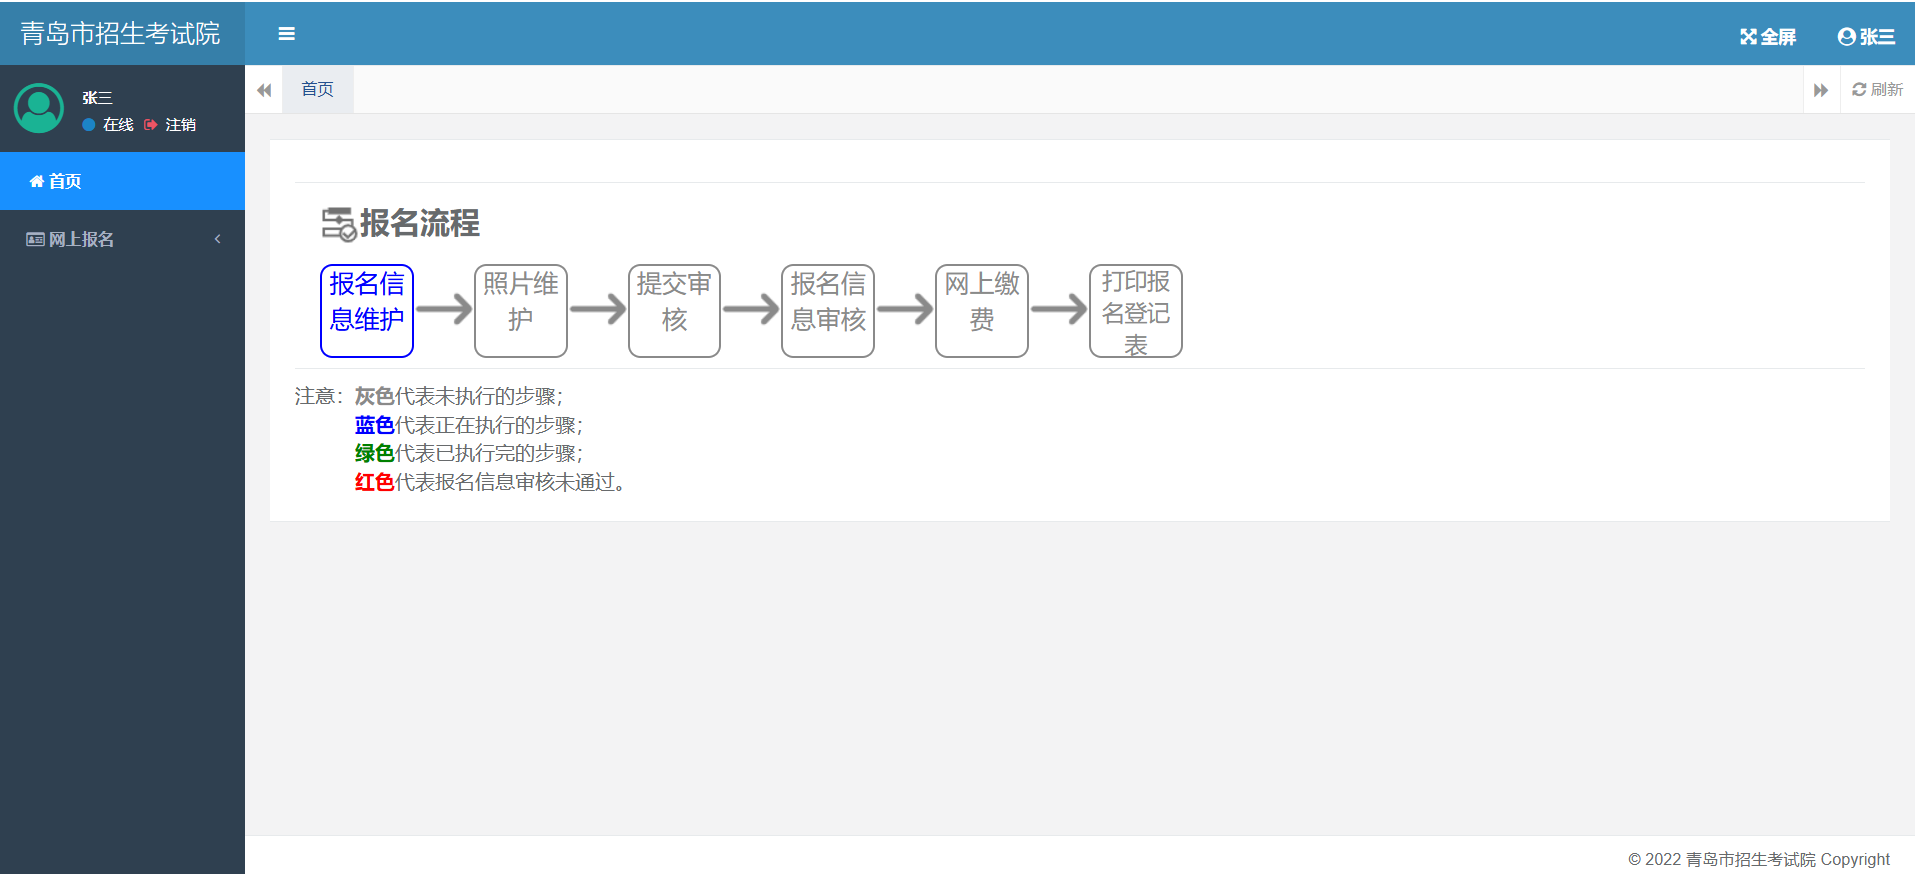 青岛市招生考试院
全屏
张三
张三
在线 注销
首页
刷新
首页
网上报名
报名流程
报名信
息维护
照片维
护
提交审
核
报名信
息审核
网上缴
费
打印报
名登记
表
注意：灰色代表未执行的步骤；
蓝色代表正在执行的步骤；
绿色代表已执行完的步骤；
红色代表报名信息审核未通过。
© 2022 青岛市招生考试院 Copyright